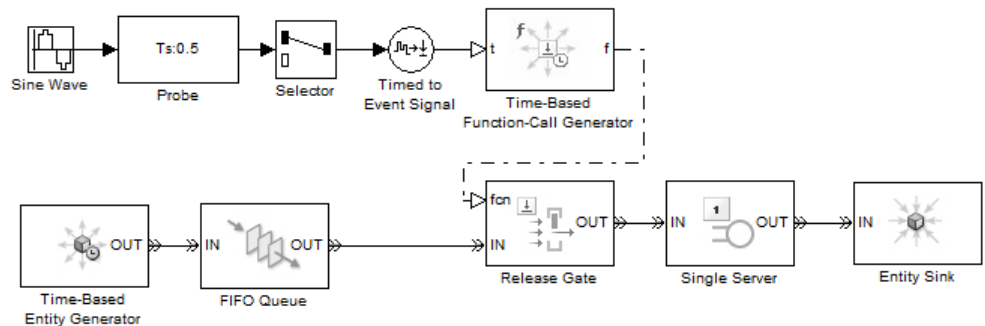 Ts:0.5
t
f
f
Sine Wave
Probe
Selector
Timed to
Event Signal
Time-Based
Function-Call Generator
fcn
1
OUT
IN
OUT
IN
OUT
IN
OUT
IN
Time-Based
Entity Generator
FIFO Queue
Release Gate
Single Server
Entity Sink